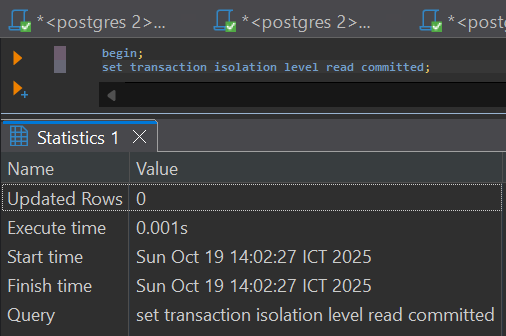 *<postgres 2>... *<postgres 2>... *<post
begin;
set transaction isolation level read committed;
Statistics 1
Name Value
Updated Rows 0
Execute time 0.001s
Start time Sun Oct 19 14:02:27 ICT 2025
Finish time Sun Oct 19 14:02:27 ICT 2025
Query set transaction isolation level read committed